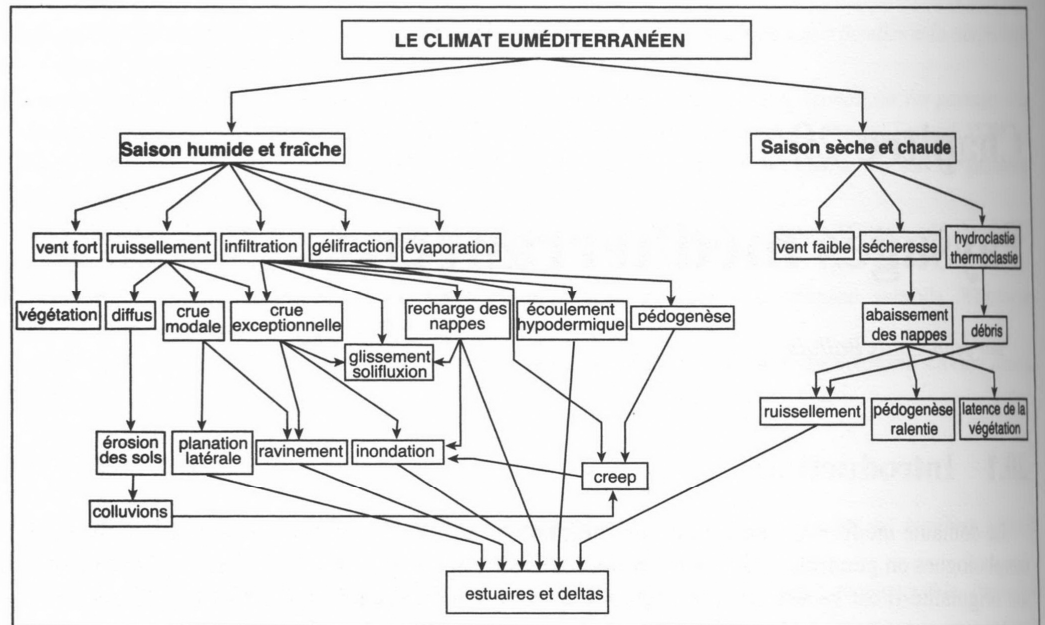 LE CLIMAT EUMÉDITERRANÉEN
Saison humide et fraîche
Saison sèche et chaude
vent fort
ruissellement
infiltration
gélifraction
évaporation
vent faible
sécheresse
hydroclastie
thermoclastie
végétation
diffus
crue
modale
crue
exceptionnelle
recharge des
nappes
écoulement
hypodermique
pédogenèse
abaissement
des nappes
débris
glissement
solifluxion
ruissellement
pédogenèse
ralentie
latence de la
végétation
érosion
des sols
planation
latérale
ravinement
inondation
creep
colluvions
estuaires et deltas